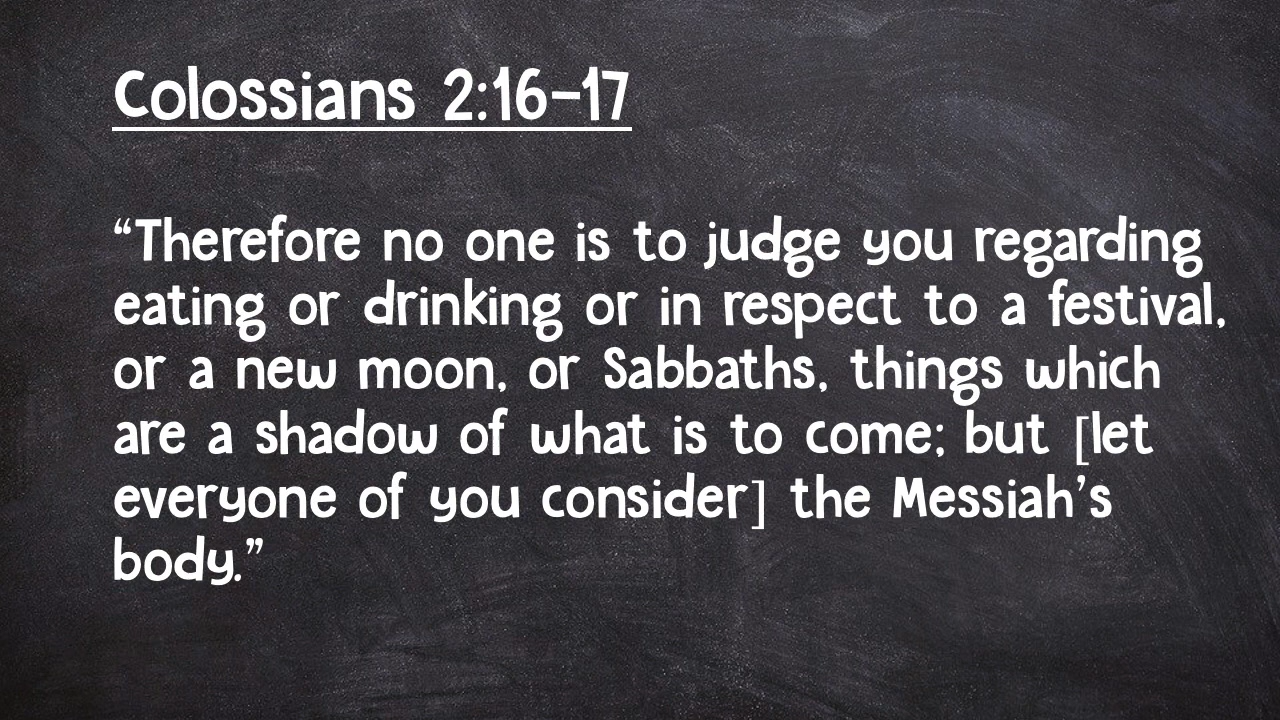 Colossians 2:16-17
“Therefore no one is to judge you regarding
eating or drinking or in respect to a festival,
or a new moon, or Sabbaths, things which
are a shadow of what is to come; but [let
everyone of you consider] the Messiah’s
body.”